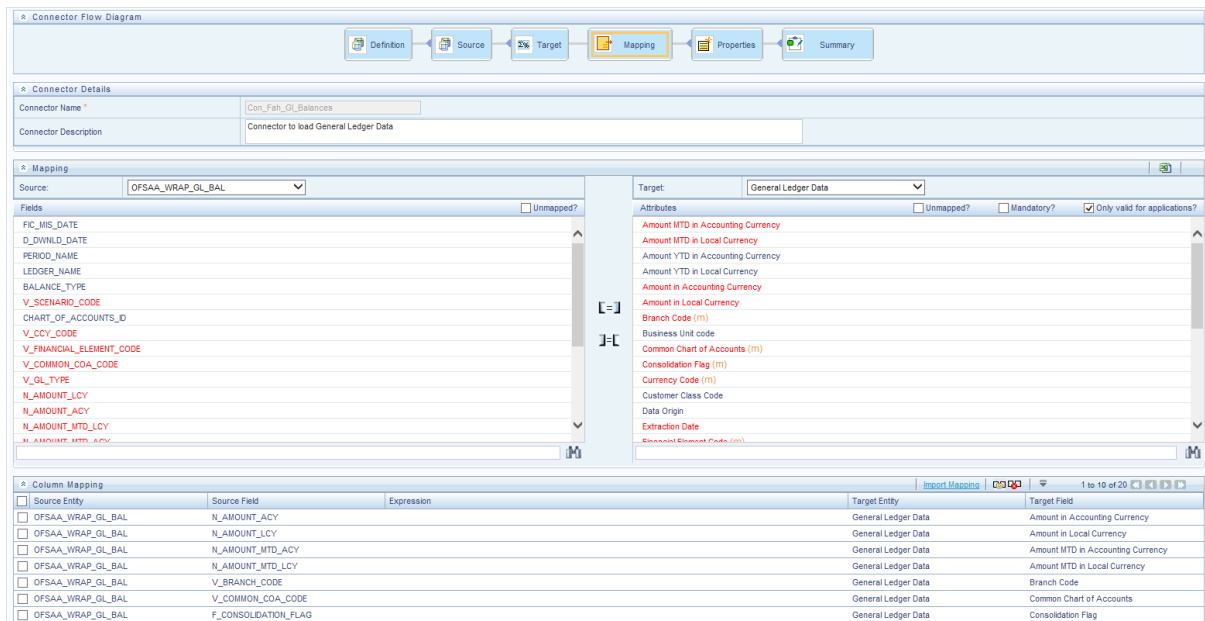 Connector Flow Diagram
Definition Source Target Mapping Properties Summary
Connector Details
Connector Name * Con_Fah_Gl_Balances
Connector Description Connector to load General Ledger Data
Mapping
Source: OFSAA_WRAP_GL_BAL Target: General Ledger Data
Fields Unmapped? Attributes Unmapped? Mandatory? Only valid for applications?
FIC_MIS_DATE Amount MTD in Accounting Currency
D_DWNLD_DATE Amount MTD in Local Currency
PERIOD_NAME Amount YTD in Accounting Currency
LEDGER_NAME Amount YTD in Local Currency
BALANCE_TYPE Amount in Accounting Currency
V_SCENARIO_CODE Amount in Local Currency
CHART_OF_ACCOUNTS_ID Branch Code (m)
V_CCY_CODE Business Unit code
V_FINANCIAL_ELEMENT_CODE Common Chart of Accounts (m)
V_COMMON_COA_CODE Consolidation Flag (m)
V_GL_TYPE Currency Code (m)
N_AMOUNT_LCY Customer Class Code
N_AMOUNT_ACY Data Origin
N_AMOUNT_MTD_LCY Extraction Date
N_AMOUNT_MTD_ACY Financial Element Code (m)
Column Mapping Import Mapping 1 to 10 of 20
Source Entity Source Field Expression Target Entity Target Field
OFSAA_WRAP_GL_BAL N_AMOUNT_ACY General Ledger Data Amount in Accounting Currency
OFSAA_WRAP_GL_BAL N_AMOUNT_LCY General Ledger Data Amount in Local Currency
OFSAA_WRAP_GL_BAL N_AMOUNT_MTD_ACY General Ledger Data Amount MTD in Accounting Currency
OFSAA_WRAP_GL_BAL N_AMOUNT_MTD_LCY General Ledger Data Amount MTD in Local Currency
OFSAA_WRAP_GL_BAL V_BRANCH_CODE General Ledger Data Branch Code
OFSAA_WRAP_GL_BAL V_COMMON_COA_CODE General Ledger Data Common Chart of Accounts
OFSAA_WRAP_GL_BAL F_CONSOLIDATION_FLAG General Ledger Data Consolidation Flag